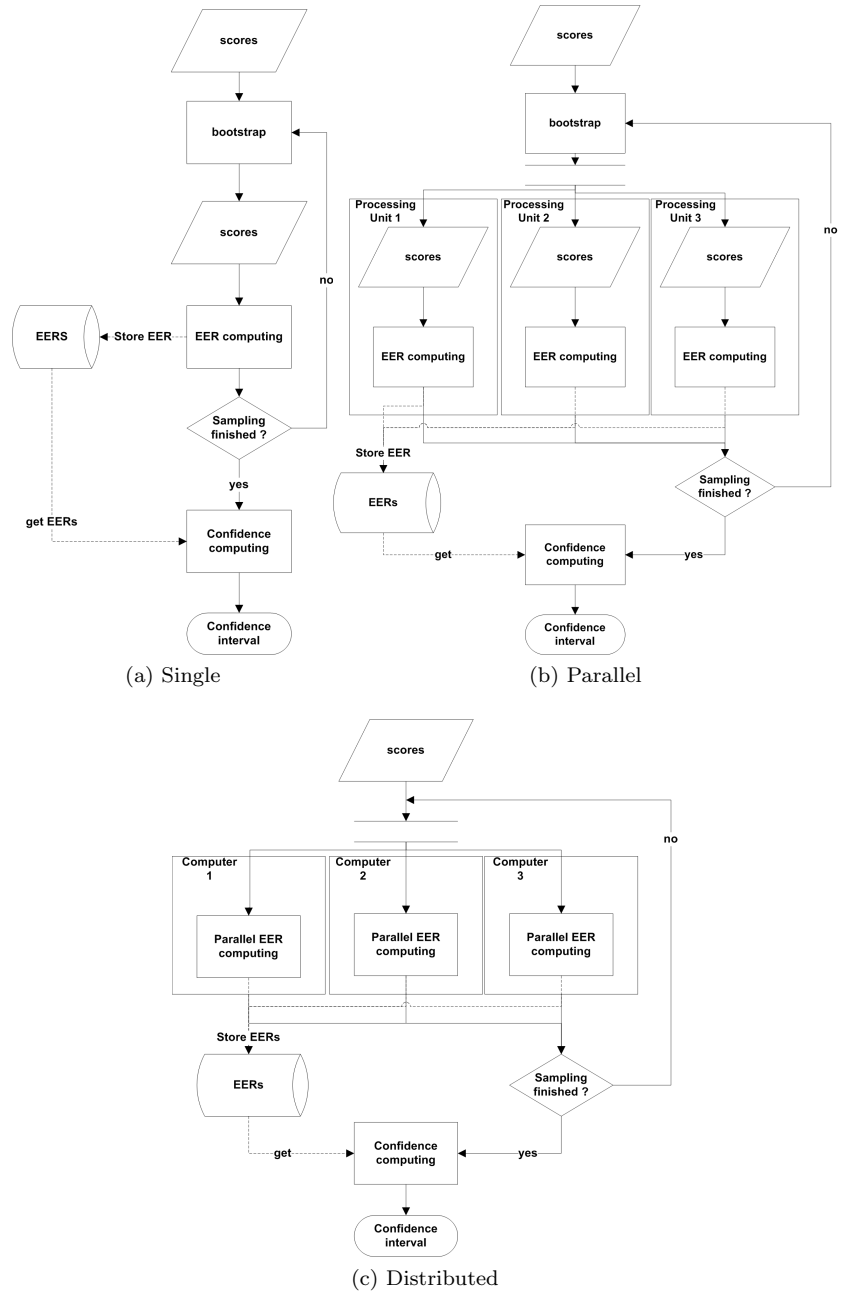 scores
bootstrap
scores
no
EERS
Store EER
EER computing
Sampling
finished ?
yes
get EERs
Confidence
computing
Confidence
interval
(a) Single
scores
bootstrap
Processing
Unit 1
Processing
Unit 2
Processing
Unit 3
no
scores
scores
scores
EER computing
EER computing
EER computing
Store EER
Sampling
finished ?
EERs
Confidence
computing
get
yes
Confidence
interval
(b) Parallel
scores
no
Computer
1
Computer
2
Computer
3
Parallel EER
computing
Parallel EER
computing
Parallel EER
computing
Store EERs
EERs
Sampling
finished ?
Confidence
computing
get
yes
Confidence
interval
(c) Distributed